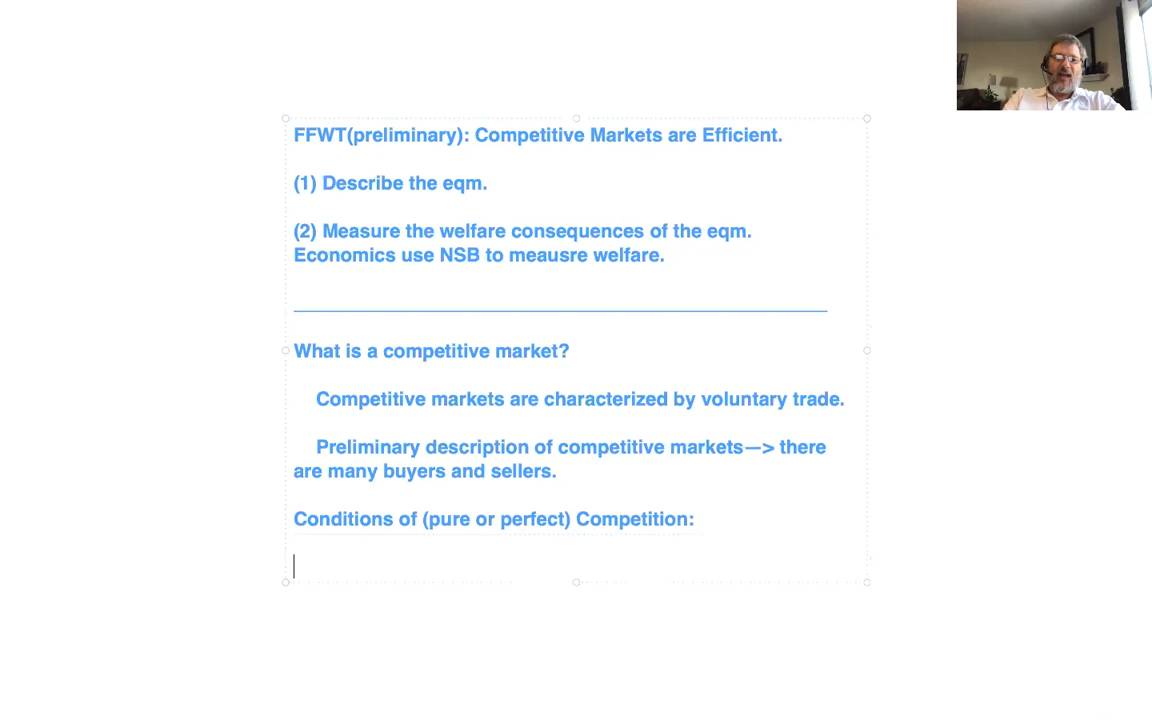 FFWT(preliminary): Competitive Markets are Efficient.
(1) Describe the eqm.
(2) Measure the welfare consequences of the eqm.
Economics use NSB to meausre welfare.
What is a competitive market?
Competitive markets are characterized by voluntary trade.
Preliminary description of competitive markets—> there
are many buyers and sellers.
Conditions of (pure or perfect) Competition: